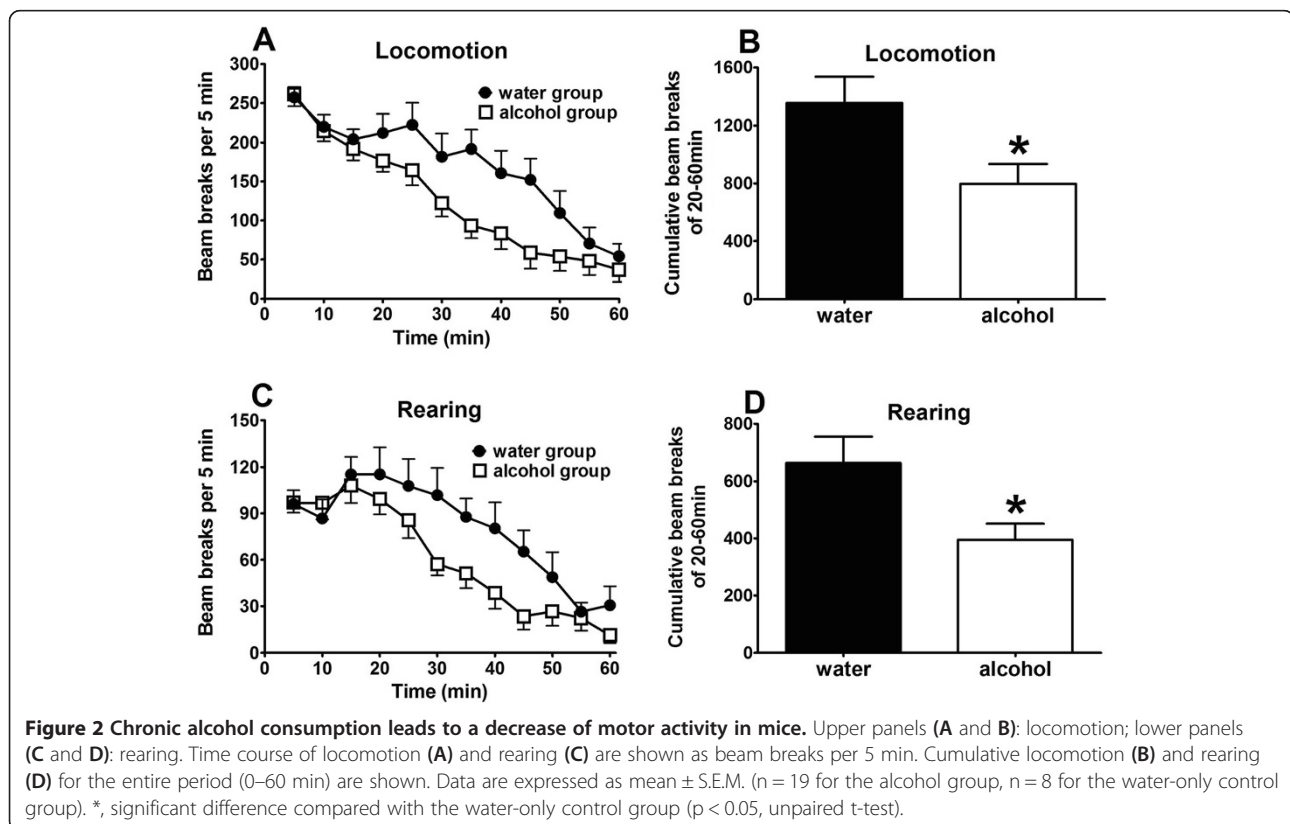 A
Locomotion
300
250
200
150
100
50
0
Beam breaks per 5 min
water group
alcohol group
0 10 20 30 40 50 60
Time (min)
B
Locomotion
1600
1200
800
400
0
Cumulative beam breaks
of 20-60min
*
water alcohol
C
Rearing
150
120
90
60
30
0
Beam breaks per 5 min
water group
alcohol group
0 10 20 30 40 50 60
Time (min)
D
Rearing
800
600
400
200
0
Cumulative beam breaks
of 20-60min
*
water alcohol
Figure 2 Chronic alcohol consumption leads to a decrease of motor activity in mice. Upper panels (A and B): locomotion; lower panels
(C and D): rearing. Time course of locomotion (A) and rearing (C) are shown as beam breaks per 5 min. Cumulative locomotion (B) and rearing
(D) for the entire period (0–60 min) are shown. Data are expressed as mean ± S.E.M. (n = 19 for the alcohol group, n = 8 for the water-only control
group). *, significant difference compared with the water-only control group (p < 0.05, unpaired t-test).